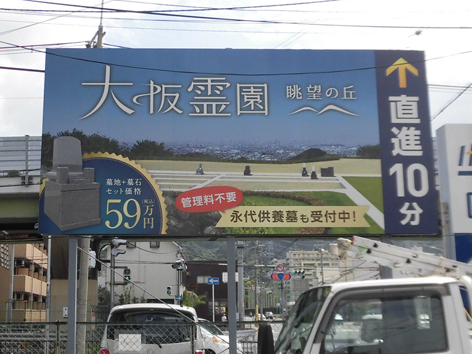 大阪霊園 眺望の丘
直進10分
墓地+墓石
セット価格
59万円(税込)
管理料不要
永代供養墓も受付中!